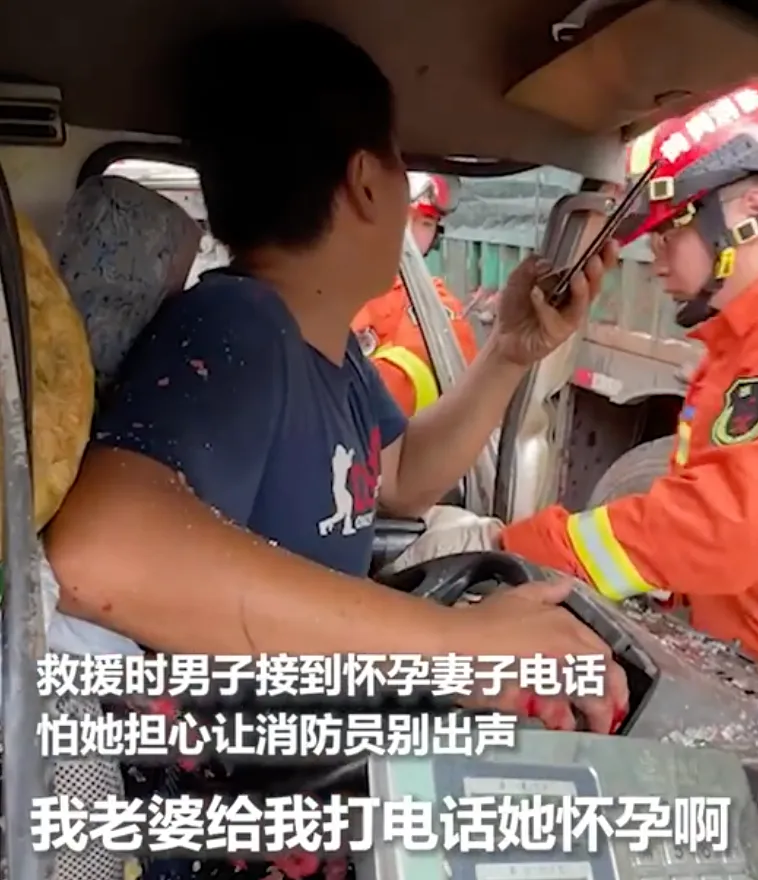 救援时男子接到怀孕妻子电话
怕她担心让消防员别出声
我老婆给我打电话她怀孕啊